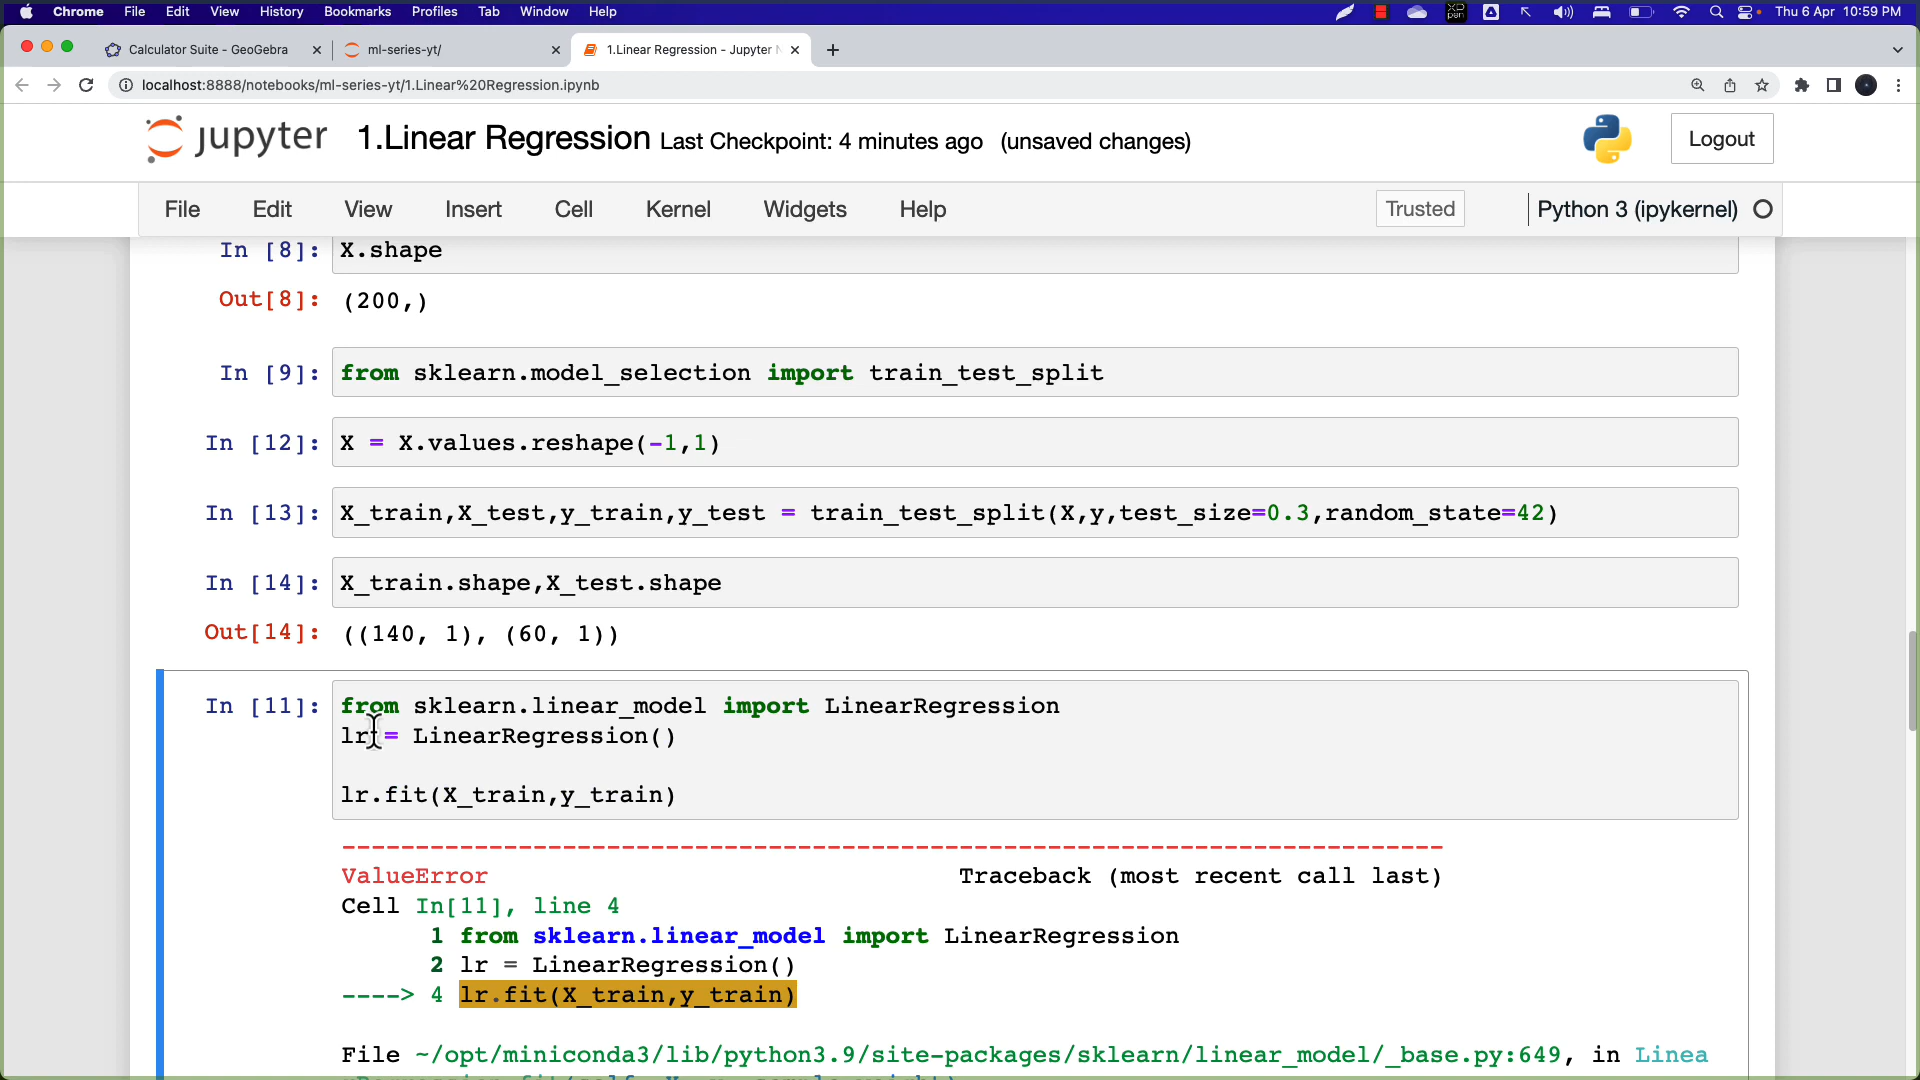 Chrome File Edit View History Bookmarks Profiles Tab Window Help Thu 6 Apr 10:59 PM
Calculator Suite - GeoGebra ml-series-yt/ 1.Linear Regression - Jupyter
localhost:8888/notebooks/ml-series-yt/1.Linear%20Regression.ipynb
jupyter 1.Linear Regression Last Checkpoint: 4 minutes ago (unsaved changes) Logout
File Edit View Insert Cell Kernel Widgets Help Trusted Python 3 (ipykernel)
In [8]: X.shape
Out[8]: (200,)
In [9]: from sklearn.model_selection import train_test_split
In [12]: X = X.values.reshape(-1,1)
In [13]: X_train,X_test,y_train,y_test = train_test_split(X,y,test_size=0.3,random_state=42)
In [14]: X_train.shape,X_test.shape
Out[14]: ((140, 1), (60, 1))
In [11]: from sklearn.linear_model import LinearRegression
lr = LinearRegression()
lr.fit(X_train,y_train)
---------------------------------------------------------------------------
ValueError Traceback (most recent call last)
Cell In[11], line 4
1 from sklearn.linear_model import LinearRegression
2 lr = LinearRegression()
----> 4 lr.fit(X_train,y_train)
File ~/opt/miniconda3/lib/python3.9/site-packages/sklearn/linear_model/_base.py:649, in Linea